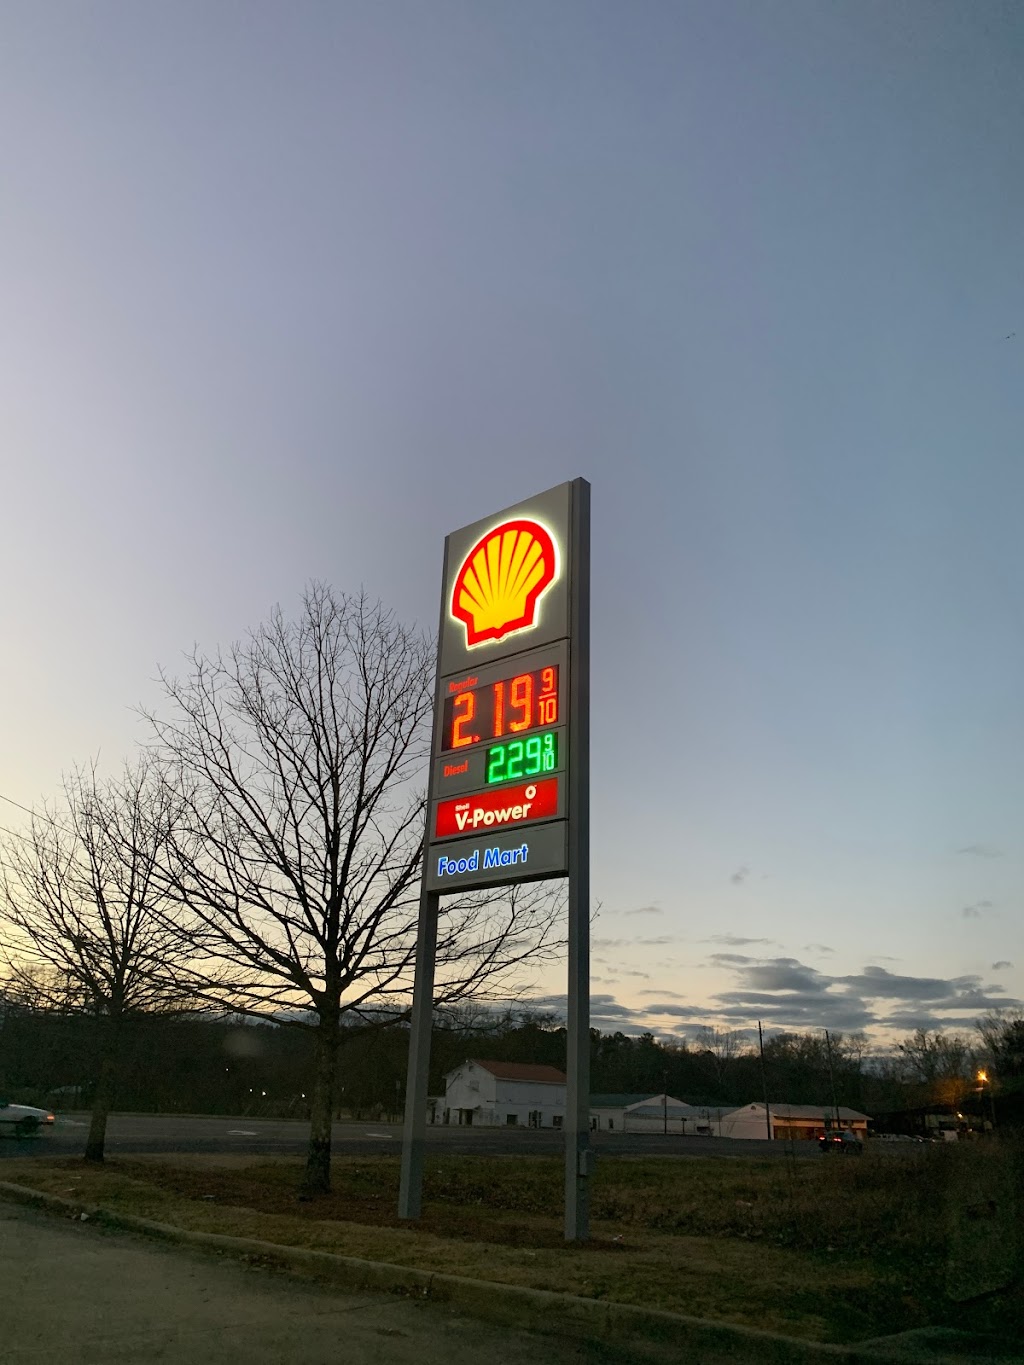 Regular
2.19 9/10
Diesel
2.29 9/10
Shell
V-Power
Food Mart